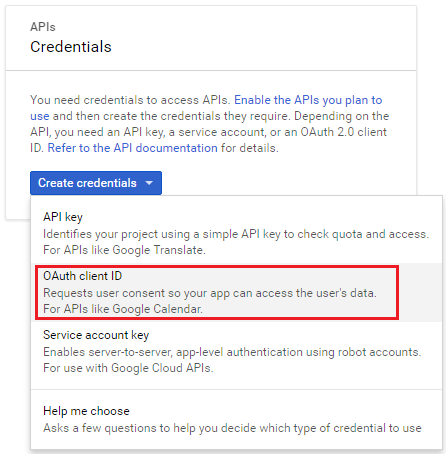 APIs
Credentials
You need credentials to access APIs. Enable the APIs you plan to
use and then create the credentials they require. Depending on
the API, you need an API key, a service account, or an OAuth 2.0 client
ID. Refer to the API documentation for details.
Create credentials
API key
Identifies your project using a simple API key to check quota and access.
For APIs like Google Translate.
OAuth client ID
Requests user consent so your app can access the user's data.
For APIs like Google Calendar.
Service account key
Enables server-to-server, app-level authentication using robot accounts.
For use with Google Cloud APIs.
Help me choose
Asks a few questions to help you decide which type of credential to use